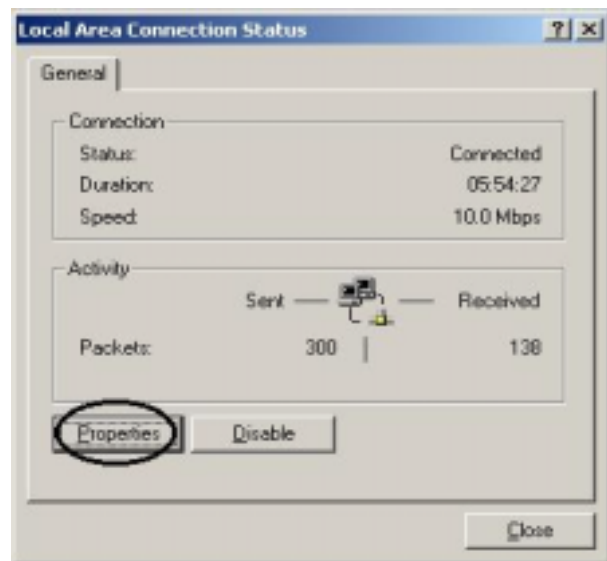 Local Area Connection Status
General
Connection
Status: Connected
Duration: 05:54:27
Speed: 10.0 Mbps
Activity
Sent Received
Packets: 300 138
Properties Disable
Close